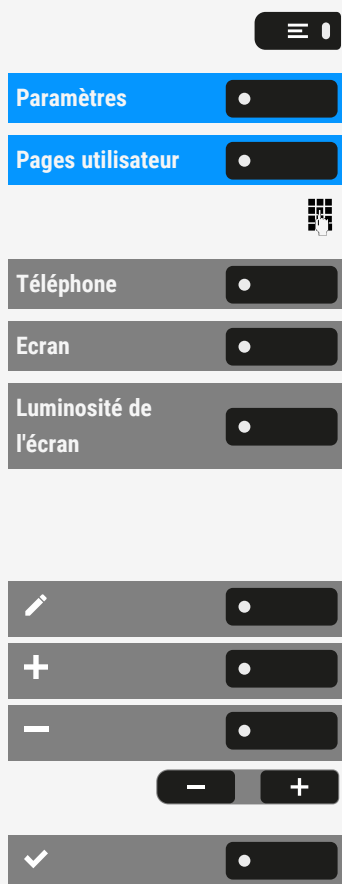 Paramètres
Pages utilisateur
Téléphone
Ecran
Luminosité de
l'écran